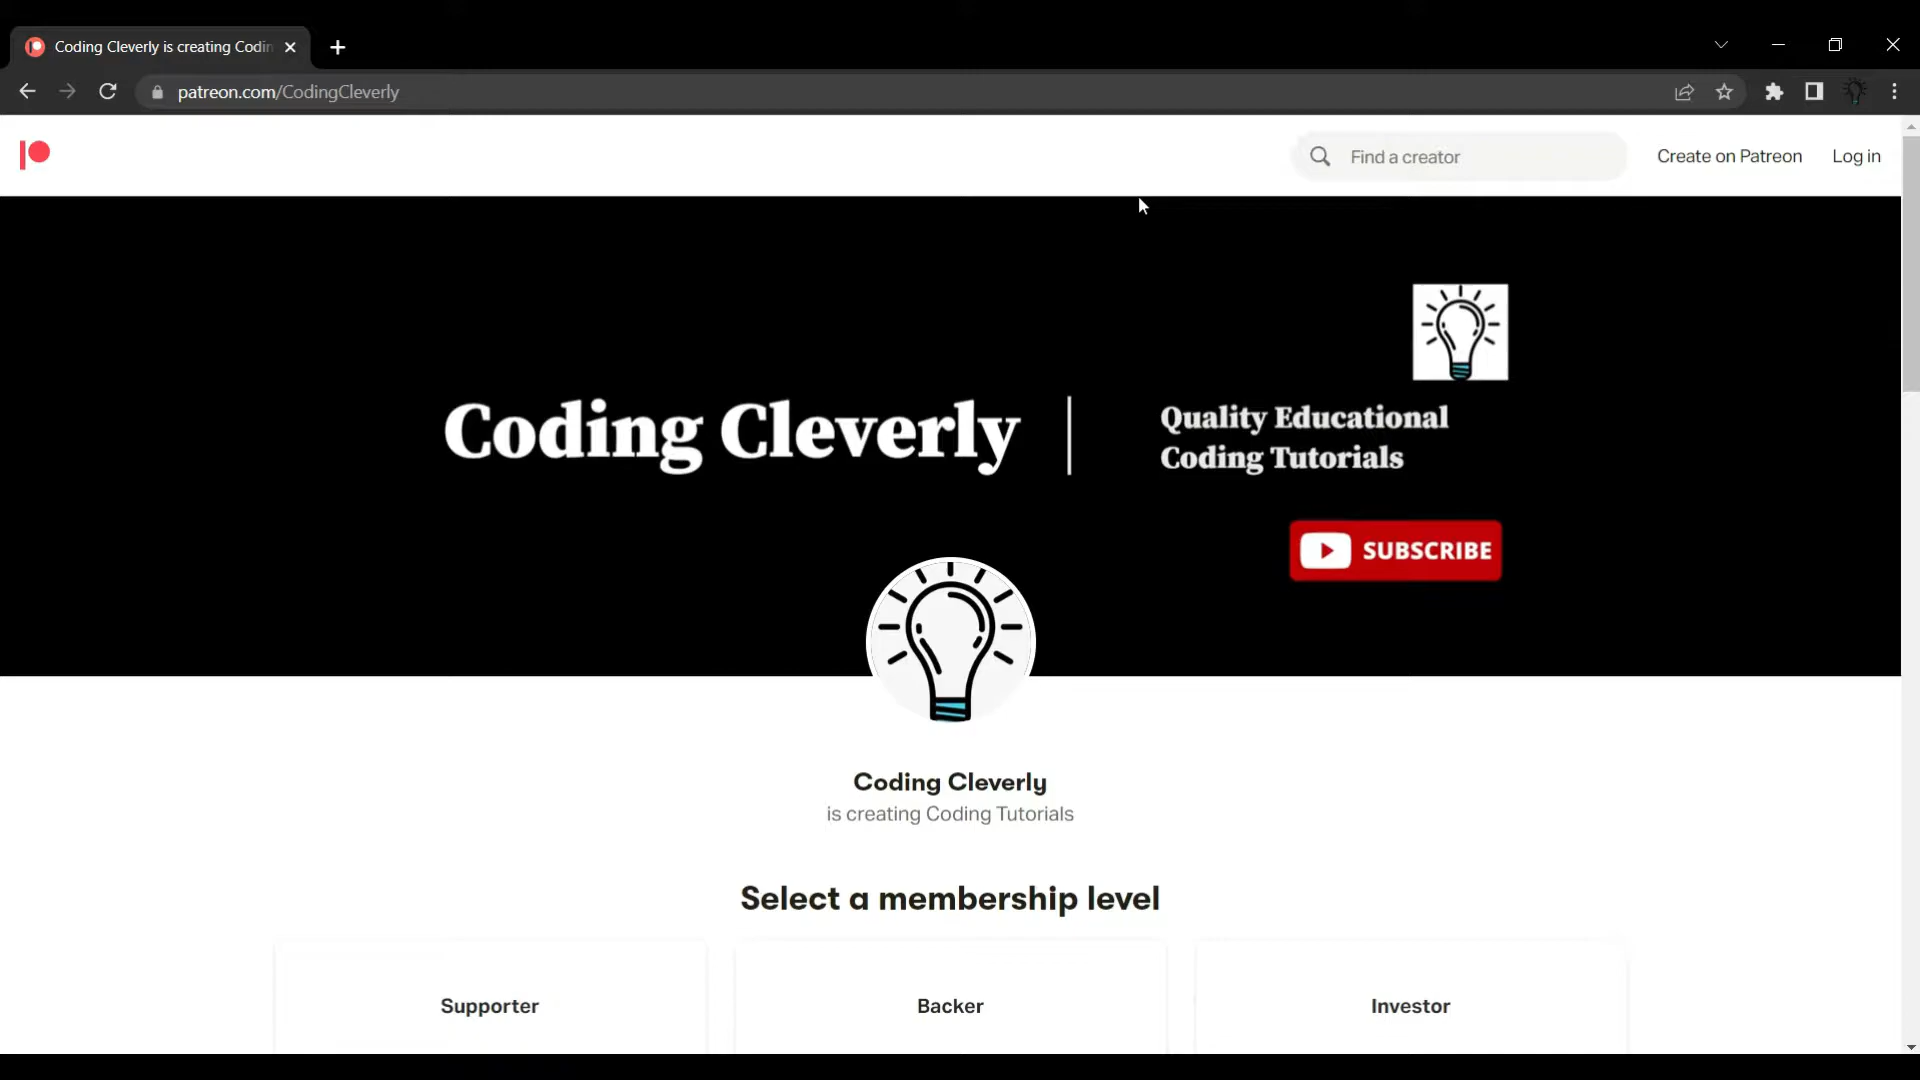 Coding Cleverly is creating Codin
patreon.com/CodingCleverly
Find a creator
Create on Patreon
Log in
Coding Cleverly
Quality Educational
Coding Tutorials
SUBSCRIBE
Coding Cleverly
is creating Coding Tutorials
Select a membership level
Supporter
Backer
Investor